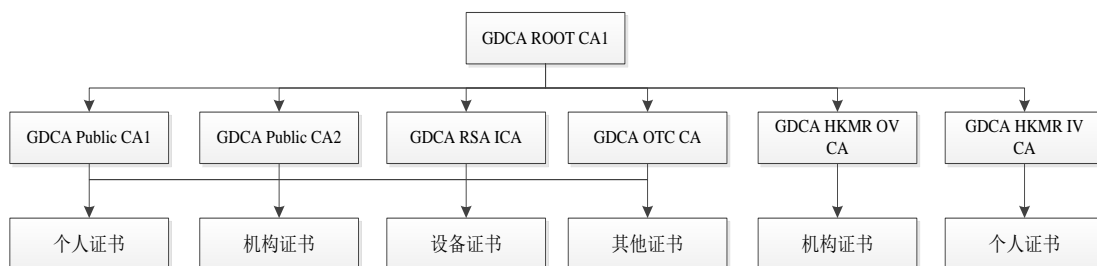 GDCA ROOT CA1
GDCA Public CA1
GDCA Public CA2
GDCA RSA ICA
GDCA OTC CA
GDCA HKMR OV
CA
GDCA HKMR IV
CA
个人证书
机构证书
设备证书
其他证书
机构证书
个人证书